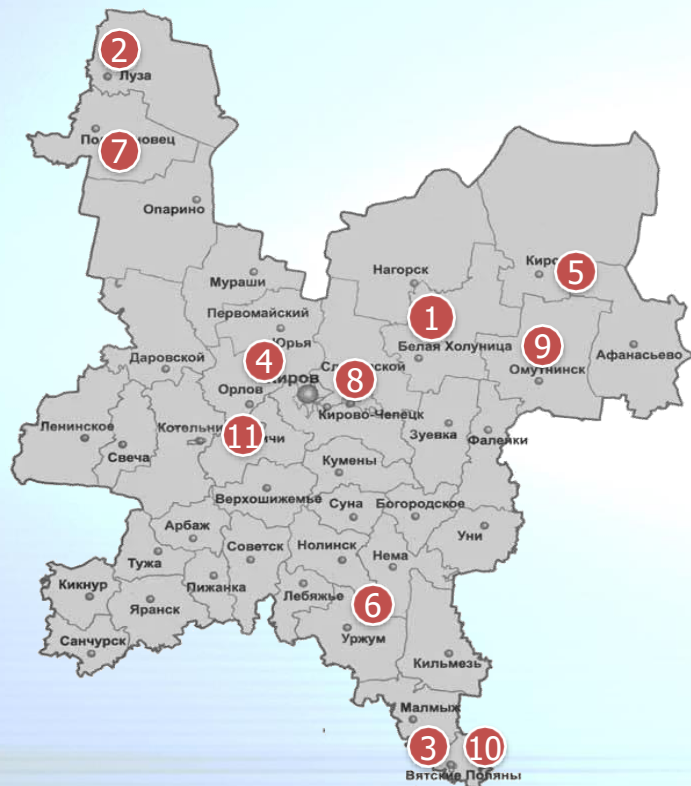 2
Луза
7
Опарино
Мураши
Нагорск
5
Первомайский
1
Юрья
Белая Холуница
9
Афанасьево
Даровской
4
8
Омутнинск
Орлов
Кирово-Чепецк
Ленинское
11
Зуевка
Фаленки
Свеча
Кумены
Верхошижемье
Суна
Богородское
Арбаж
Уни
Советск
Нолинск
Нема
Тужа
Кикнур
Пижанка
Лебяжье
6
Яранск
Уржум
Санчурск
Кильмезь
Малмыж
3
10
Вятские Поляны